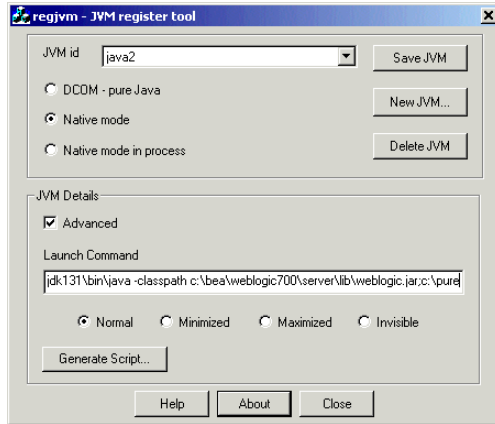 regjvm - JVM register tool
JVM id java2 Save JVM
DCOM - pure Java
New JVM...
Native mode
Native mode in process Delete JVM
JVM Details
Advanced
Launch Command
jdk131\bin\java -classpath c:\bea\weblogic700\server\lib\weblogic.jar;c:\pure
Normal Minimized Maximized Invisible
Generate Script...
Help About Close